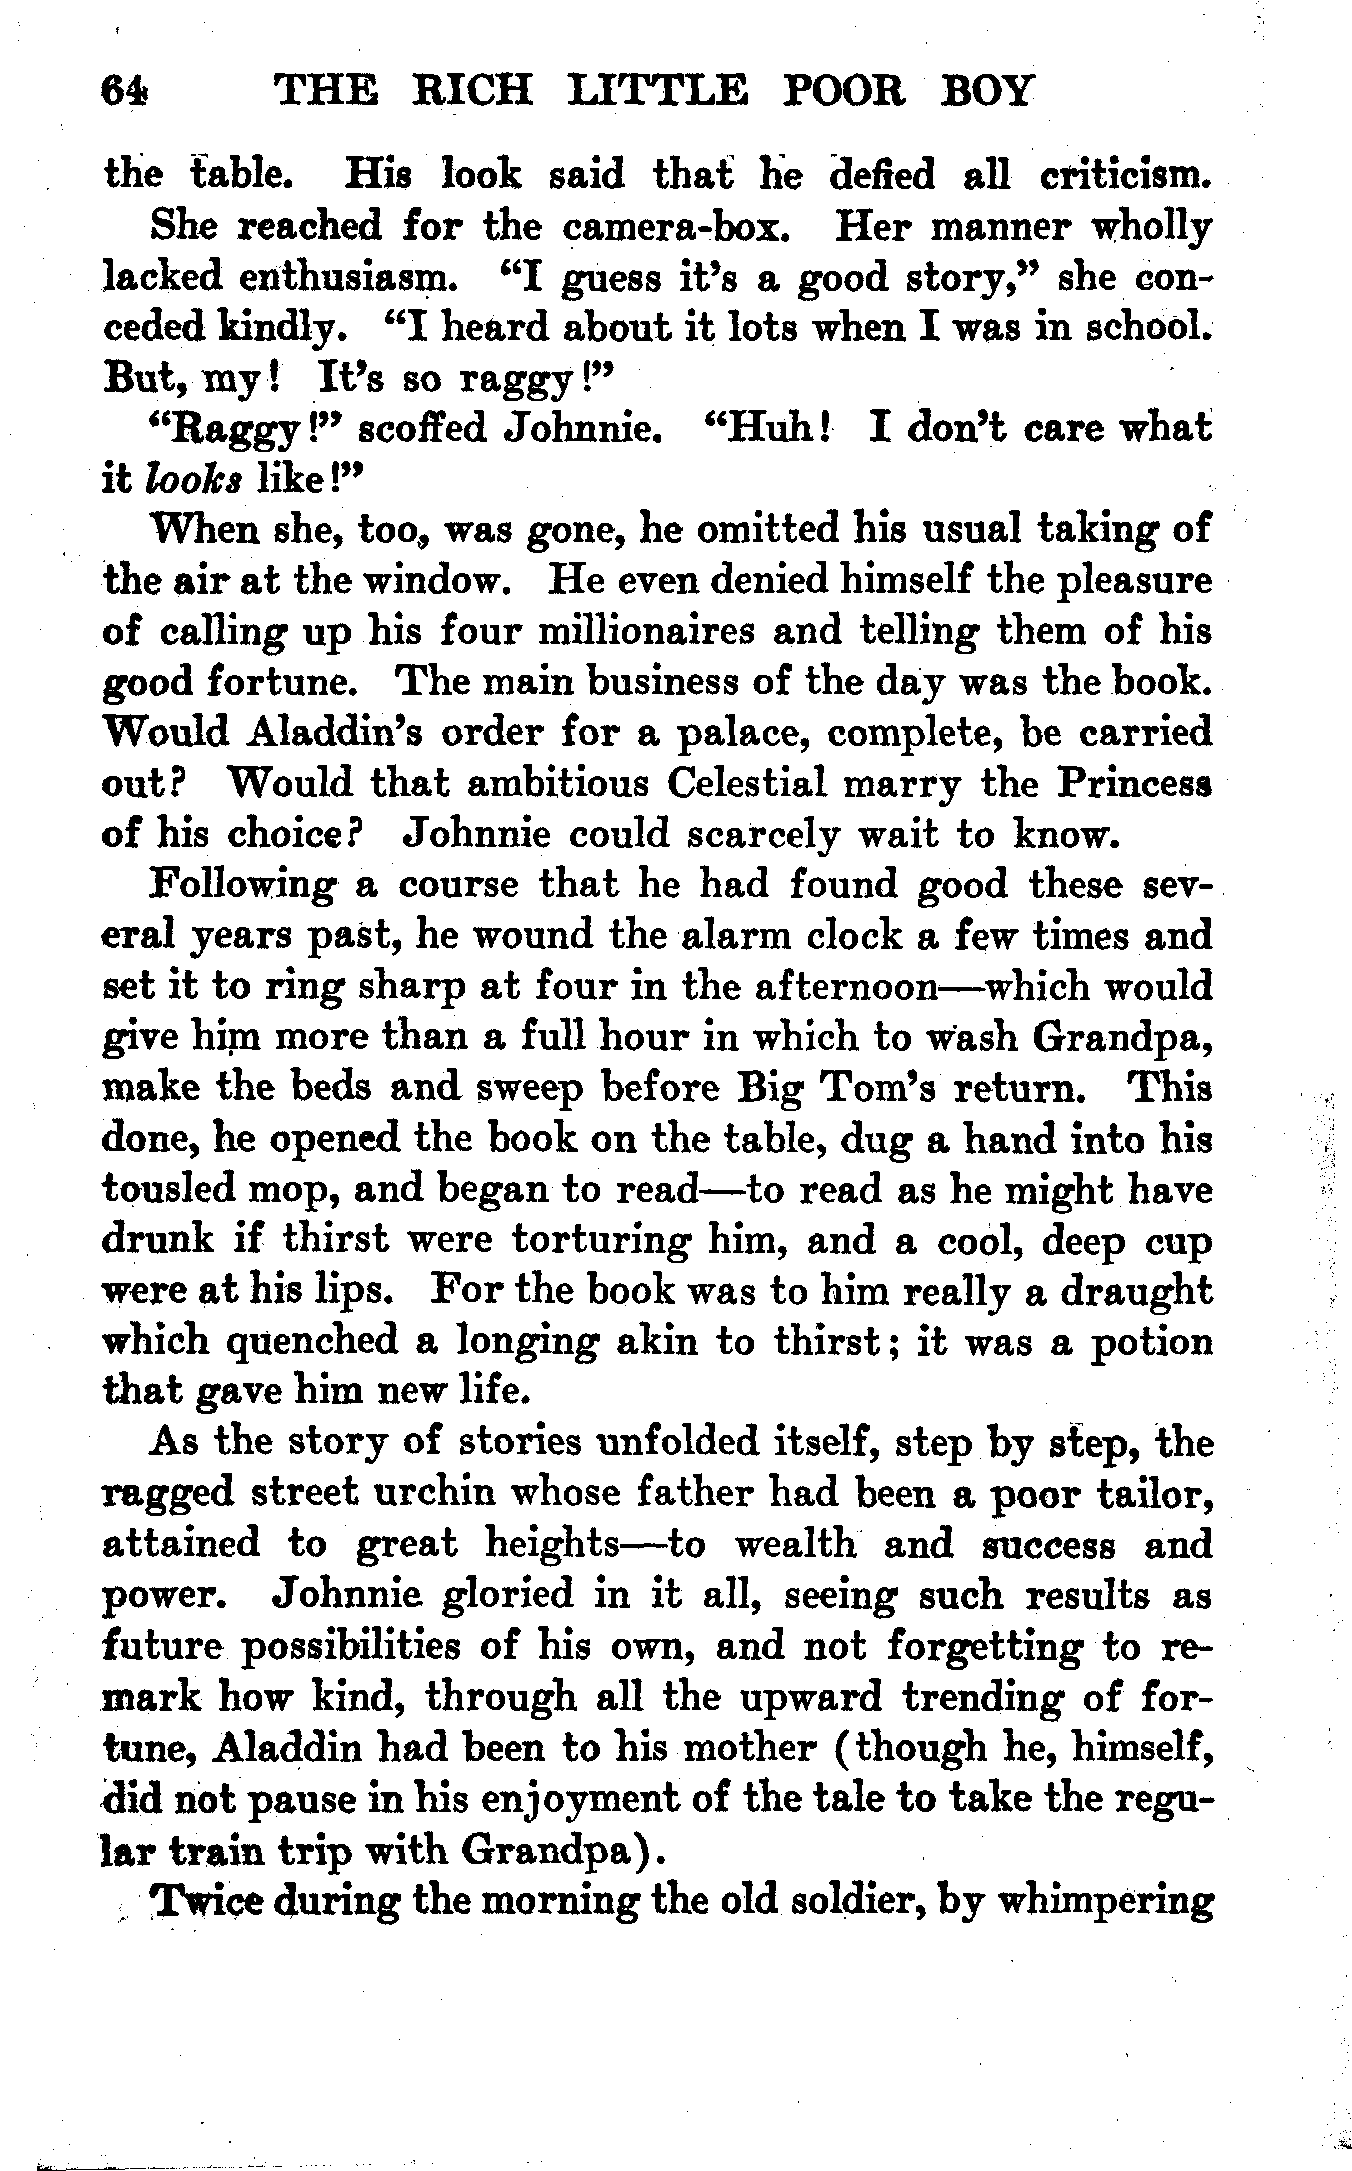 64 THE RICH LITTLE POOR BOY
the table. His look said that he defied all criticism.
She reached for the camera-box. Her manner wholly
lacked enthusiasm. “I guess it’s a good story,” she con-
ceded kindly. “I heard about it lots when I was in school.
But, my! It’s so raggy!”
“Raggy!” scoffed Johnnie. “Huh! I don’t care what
it looks like!”
When she, too, was gone, he omitted his usual taking of
the air at the window. He even denied himself the pleasure
of calling up his four millionaires and telling them of his
good fortune. The main business of the day was the book.
Would Aladdin’s order for a palace, complete, be carried
out? Would that ambitious Celestial marry the Princess
of his choice? Johnnie could scarcely wait to know.
Following a course that he had found good these sev-
eral years past, he wound the alarm clock a few times and
set it to ring sharp at four in the afternoon—which would
give him more than a full hour in which to wash Grandpa,
make the beds and sweep before Big Tom’s return. This
done, he opened the book on the table, dug a hand into his
tousled mop, and began to read—to read as he might have
drunk if thirst were torturing him, and a cool, deep cup
were at his lips. For the book was to him really a draught
which quenched a longing akin to thirst; it was a potion
that gave him new life.
As the story of stories unfolded itself, step by step, the
ragged street urchin whose father had been a poor tailor,
attained to great heights—to wealth and success and
power. Johnnie gloried in it all, seeing such results as
future possibilities of his own, and not forgetting to re-
mark how kind, through all the upward trending of for-
tune, Aladdin had been to his mother (though he, himself,
did not pause in his enjoyment of the tale to take the regu-
lar train trip with Grandpa).
Twice during the morning the old soldier, by whimpering